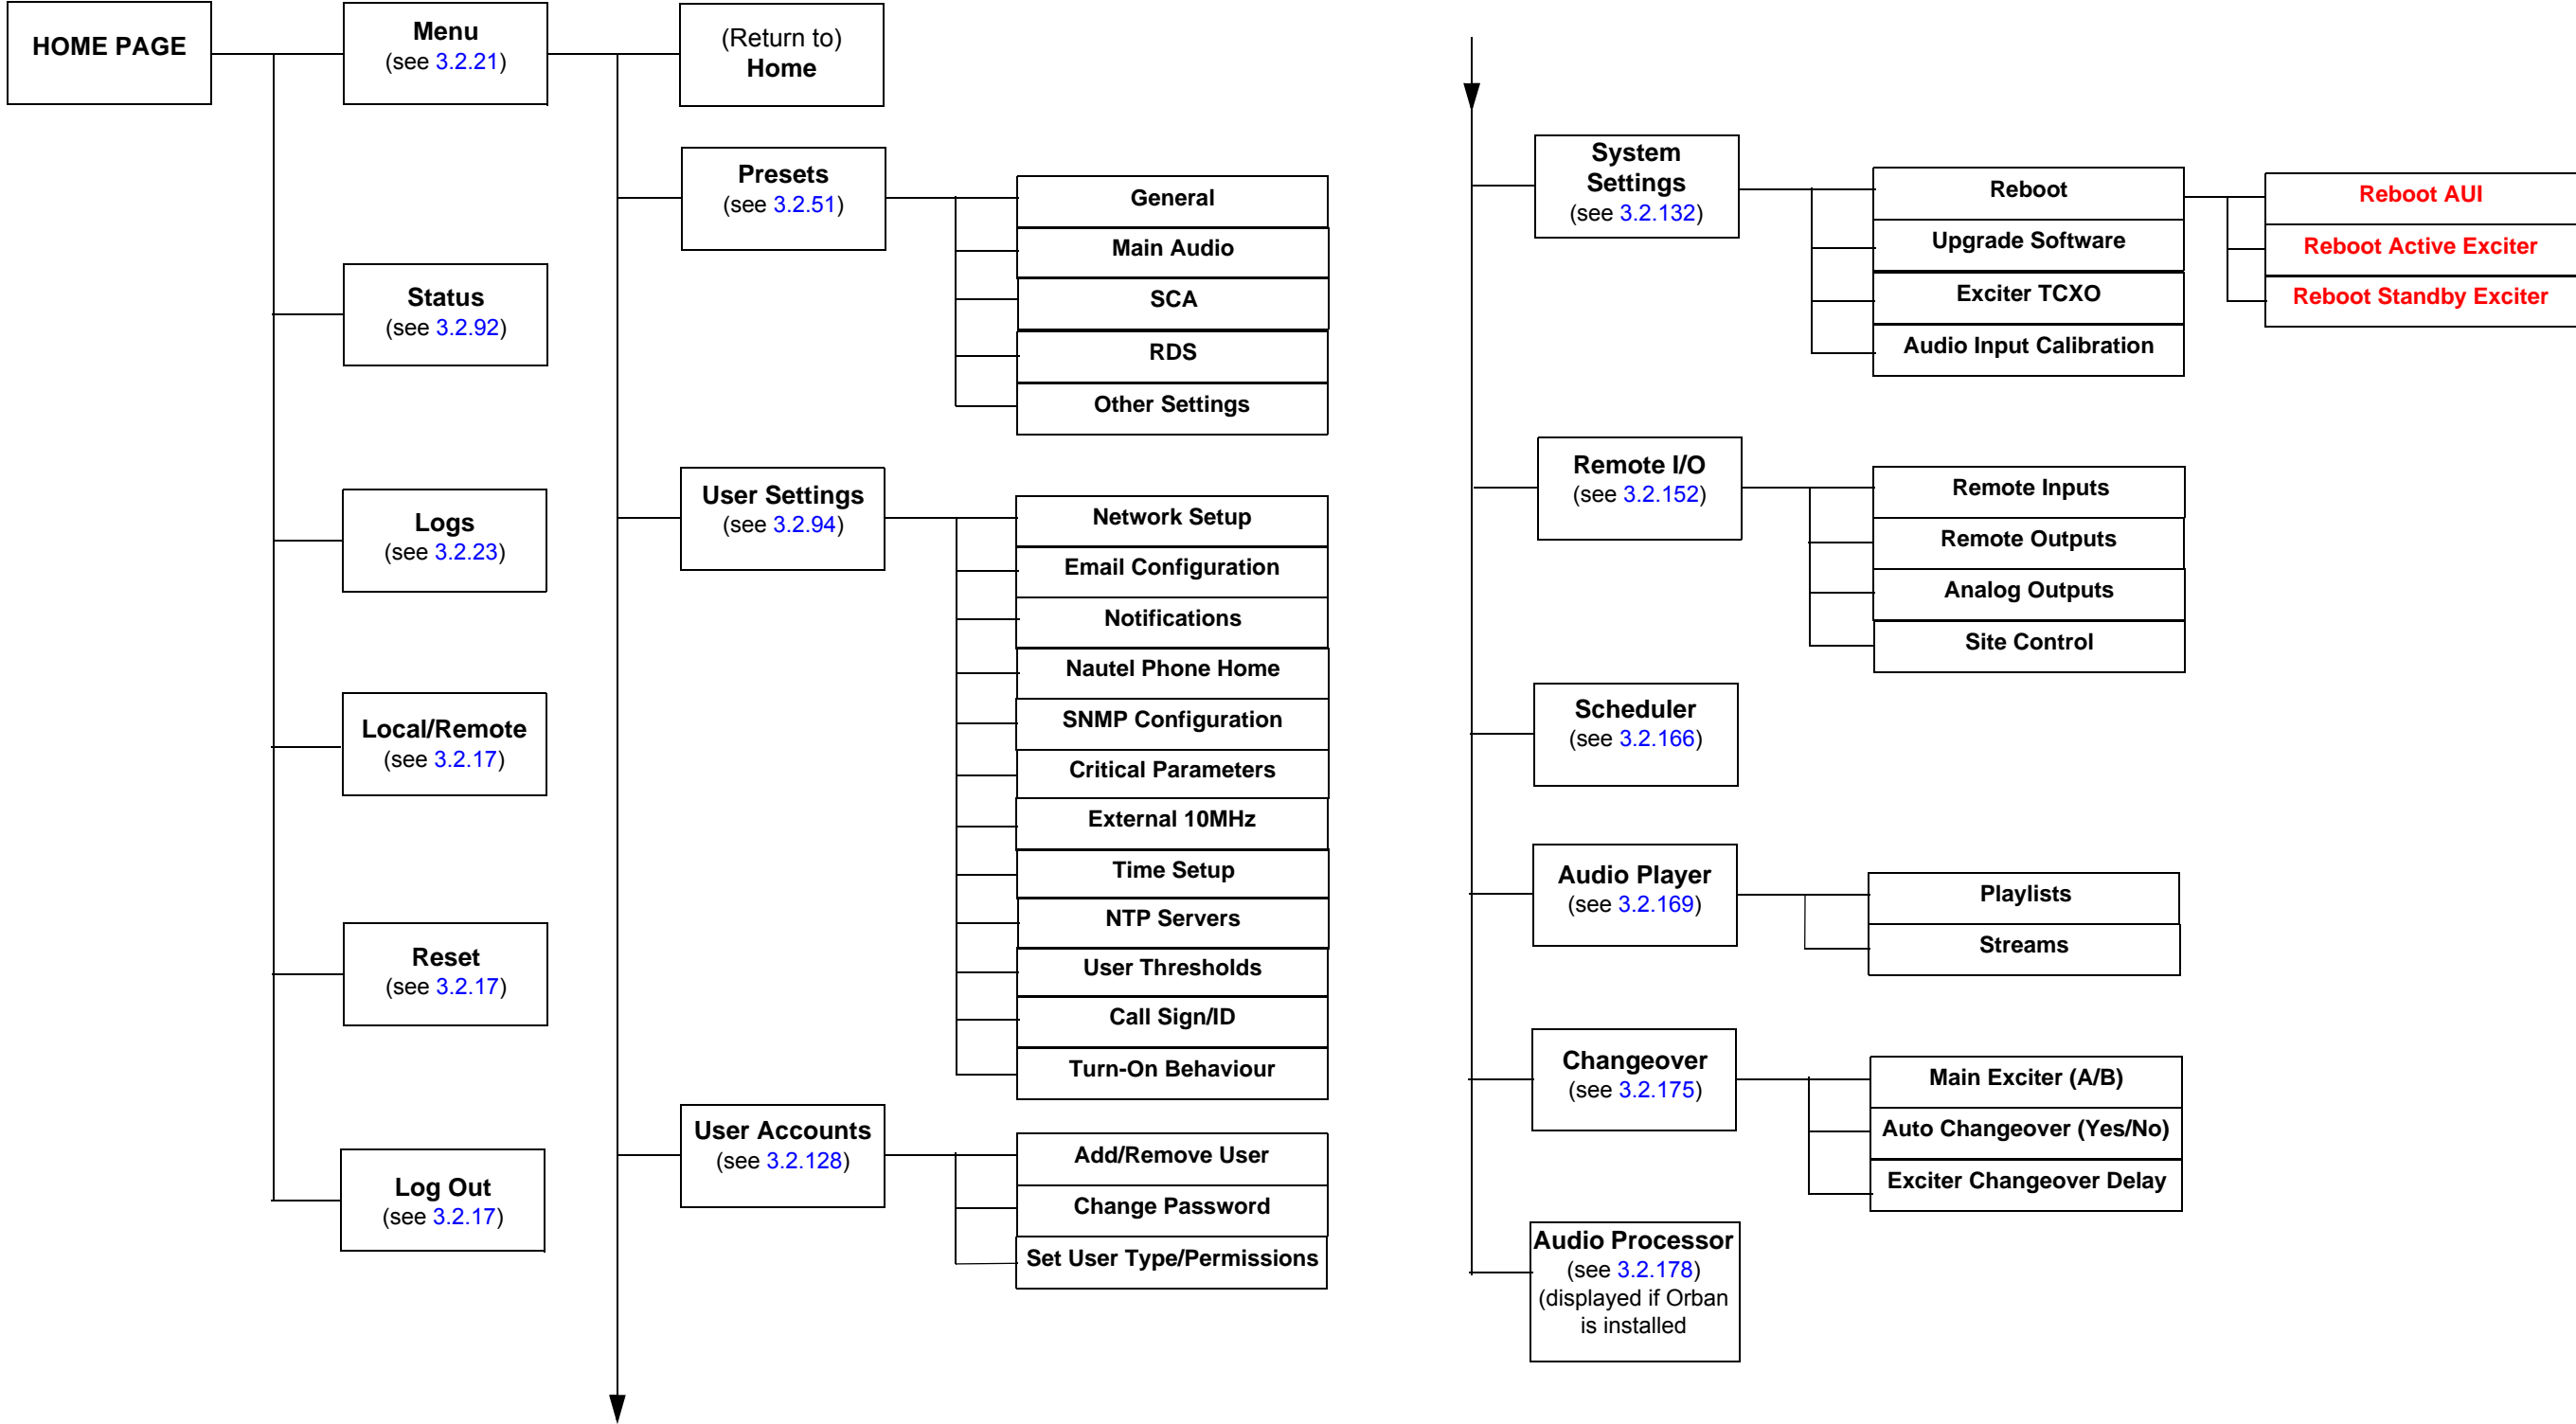 HOME PAGE
Menu
(see 3.2.21)
Status
(see 3.2.92)
Logs
(see 3.2.23)
Local/Remote
(see 3.2.17)
Reset
(see 3.2.17)
Log Out
(see 3.2.17)
(Return to)
Home
Presets
(see 3.2.51)
General
Main Audio
SCA
RDS
Other Settings
User Settings
(see 3.2.94)
Network Setup
Email Configuration
Notifications
Nautel Phone Home
SNMP Configuration
Critical Parameters
External 10MHz
Time Setup
NTP Servers
User Thresholds
Call Sign/ID
Turn-On Behaviour
User Accounts
(see 3.2.128)
Add/Remove User
Change Password
Set User Type/Permissions
System
Settings
(see 3.2.132)
Reboot
Upgrade Software
Exciter TCXO
Audio Input Calibration
Reboot AUI
Reboot Active Exciter
Reboot Standby Exciter
Remote I/O
(see 3.2.152)
Remote Inputs
Remote Outputs
Analog Outputs
Site Control
Scheduler
(see 3.2.166)
Audio Player
(see 3.2.169)
Playlists
Streams
Changeover
(see 3.2.175)
Main Exciter (A/B)
Auto Changeover (Yes/No)
Exciter Changeover Delay
Audio Processor
(see 3.2.178)
(displayed if Orban
is installed